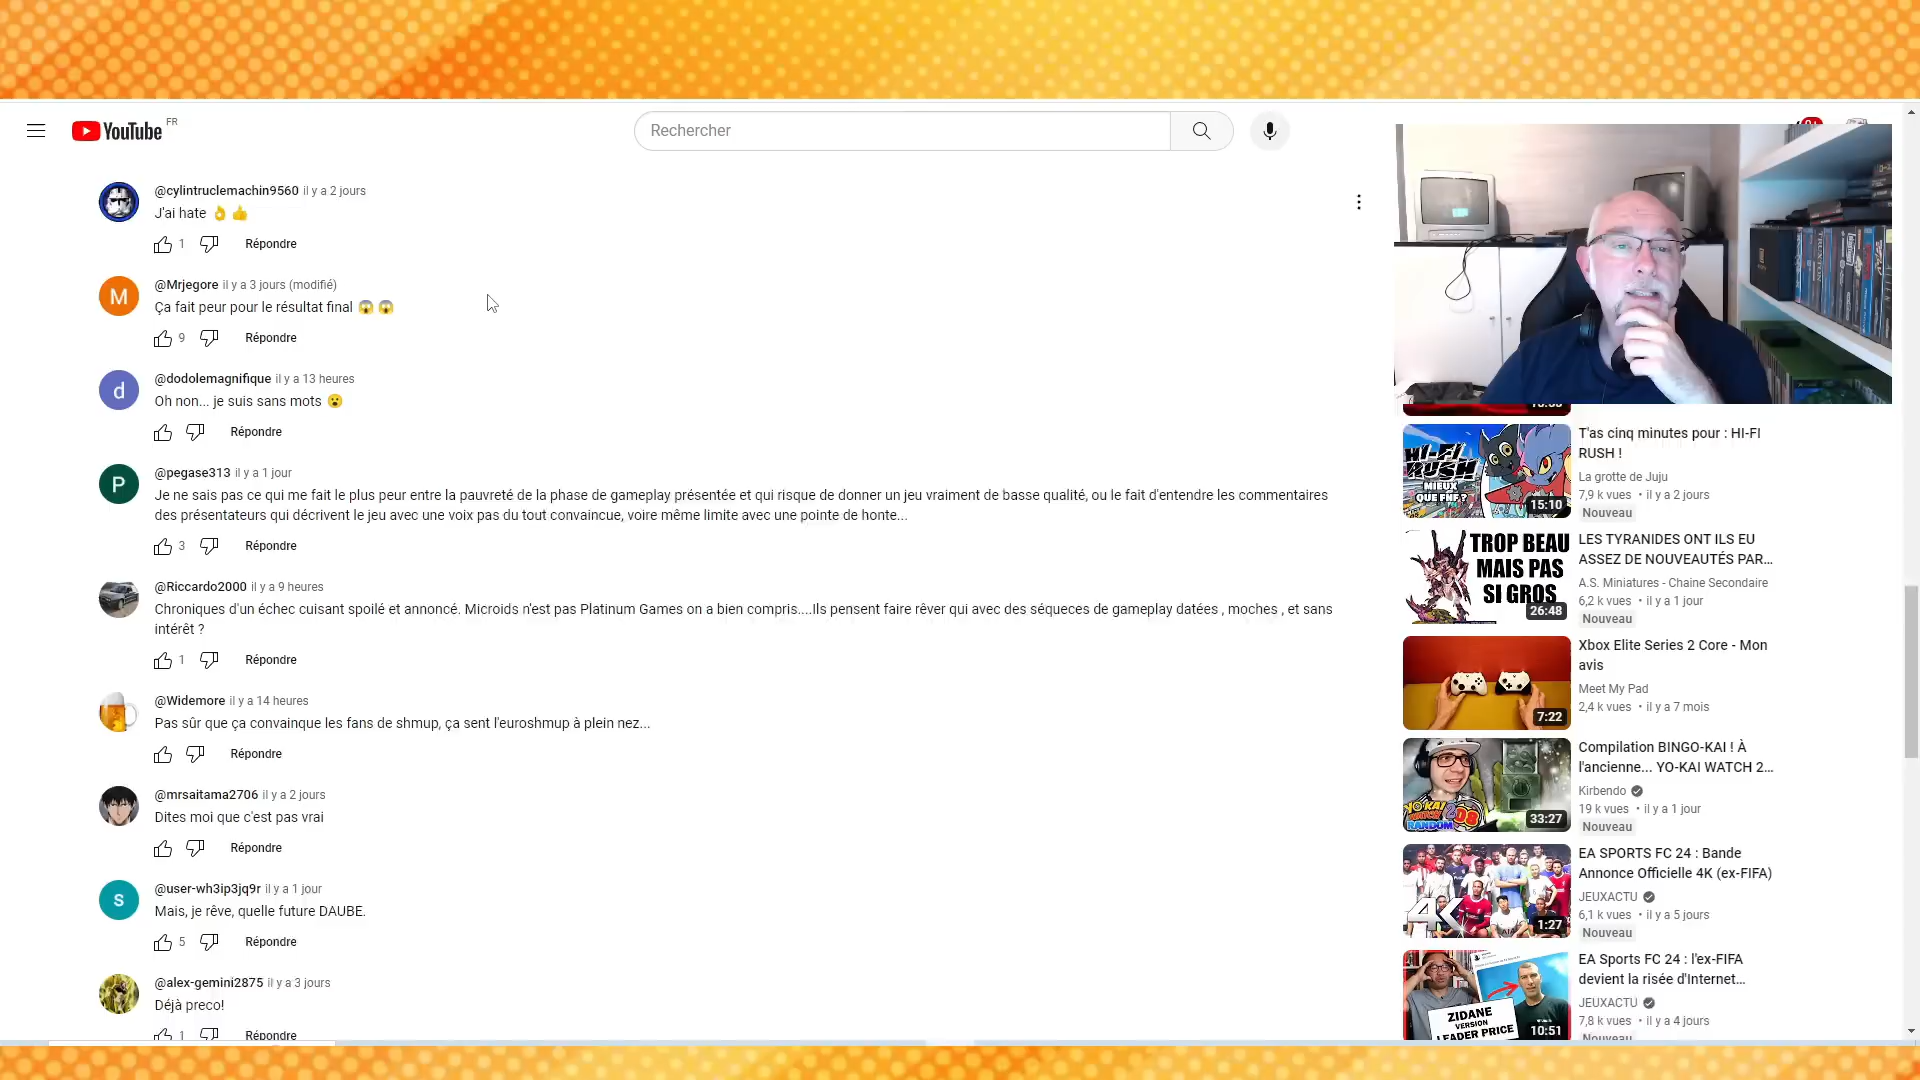 YouTube FR
Rechercher
@cylintruclemachin9560 il y a 2 jours
J'ai hate 👌 👍
1 Répondre
@Mrjegore il y a 3 jours (modifié)
Ça fait peur pour le résultat final 😱 😱
9 Répondre
@dodolemagnifique il y a 13 heures
Oh non... je suis sans mots 😮
Répondre
@pegase313 il y a 1 jour
Je ne sais pas ce qui me fait le plus peur entre la pauvreté de la phase de gameplay présentée et qui risque de donner un jeu vraiment de basse qualité, ou le fait d'entendre les commentaires
des présentateurs qui décrivent le jeu avec une voix pas du tout convaincue, voire même limite avec une pointe de honte...
3 Répondre
@Riccardo2000 il y a 9 heures
Chroniques d'un échec cuisant spoilé et annoncé. Microids n'est pas Platinum Games on a bien compris....Ils pensent faire rêver qui avec des séqueces de gameplay datées , moches , et sans
intérêt ?
1 Répondre
@Widemore il y a 14 heures
Pas sûr que ça convainque les fans de shmup, ça sent l'euroshmup à plein nez...
Répondre
@mrsaitama2706 il y a 2 jours
Dites moi que c'est pas vrai
Répondre
@user-wh3ip3jq9r il y a 1 jour
Mais, je rêve, quelle future DAUBE.
5 Répondre
@alex-gemini2875 il y a 3 jours
Déjà preco!
1 Répondre
HI-FI
RUSH
MIEUX
QUE FNF ?
15:10
T'as cinq minutes pour : HI-FI
RUSH !
La grotte de Juju
7,9 k vues • il y a 2 jours
Nouveau
TROP BEAU
MAIS PAS
SI GROS
26:48
LES TYRANIDES ONT ILS EU
ASSEZ DE NOUVEAUTÉS PAR...
A.S. Miniatures - Chaine Secondaire
6,2 k vues • il y a 1 jour
Nouveau
7:22
Xbox Elite Series 2 Core - Mon
avis
Meet My Pad
2,4 k vues • il y a 7 mois
YO-KAI
WATCH 2
RANDOM 08
33:27
Compilation BINGO-KAI ! À
l'ancienne... YO-KAI WATCH 2...
Kirbendo
19 k vues • il y a 1 jour
Nouveau
4K
1:27
EA SPORTS FC 24 : Bande
Annonce Officielle 4K (ex-FIFA)
JEUXACTU
6,1 k vues • il y a 5 jours
Nouveau
ZIDANE
VERSION
LEADER PRICE
10:51
EA Sports FC 24 : l'ex-FIFA
devient la risée d'Internet...
JEUXACTU
7,8 k vues • il y a 4 jours
Nouveau